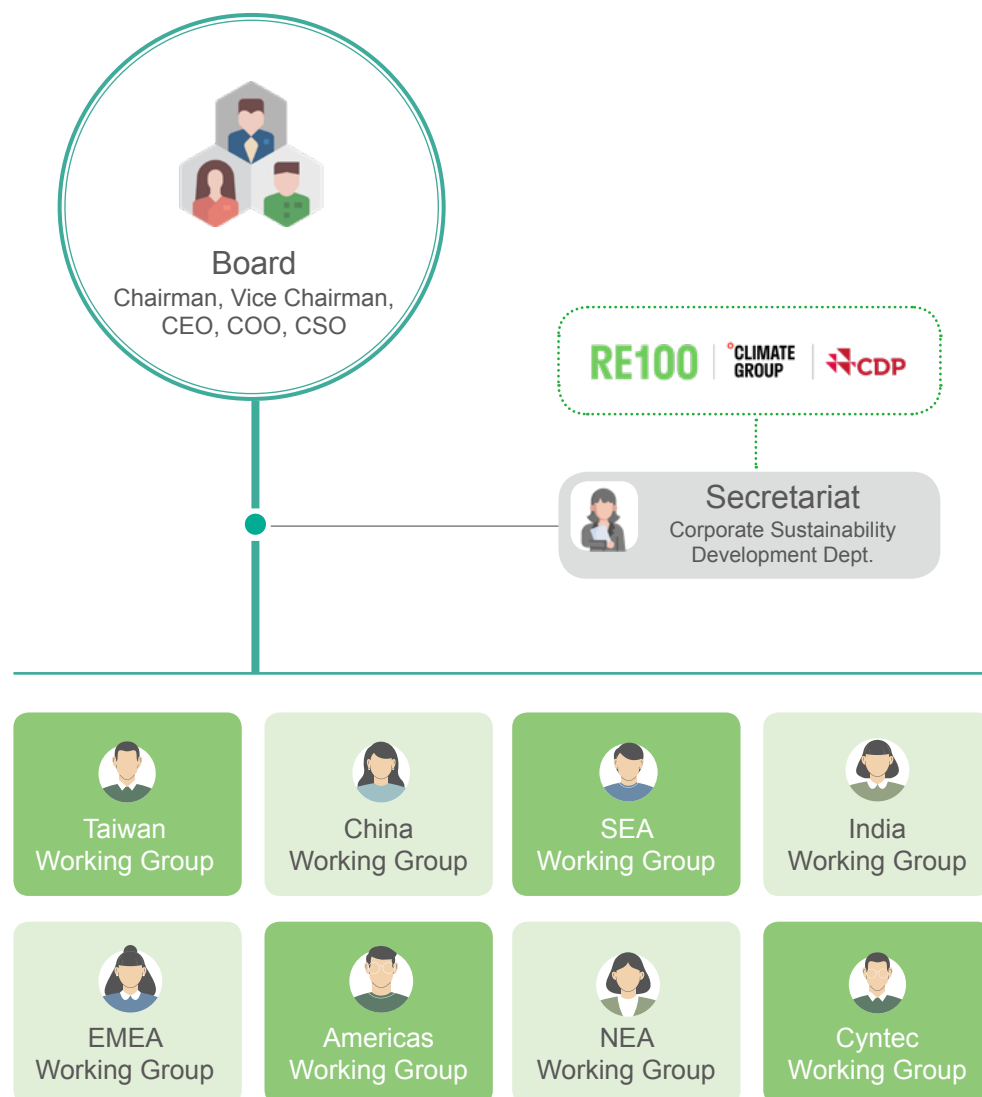 Board
Chairman, Vice Chairman,
CEO, COO, CSO
RE100
°CLIMATE
GROUP
CDP
Secretariat
Corporate Sustainability
Development Dept.
Taiwan
Working Group
China
Working Group
SEA
Working Group
India
Working Group
EMEA
Working Group
Americas
Working Group
NEA
Working Group
Cyntec
Working Group